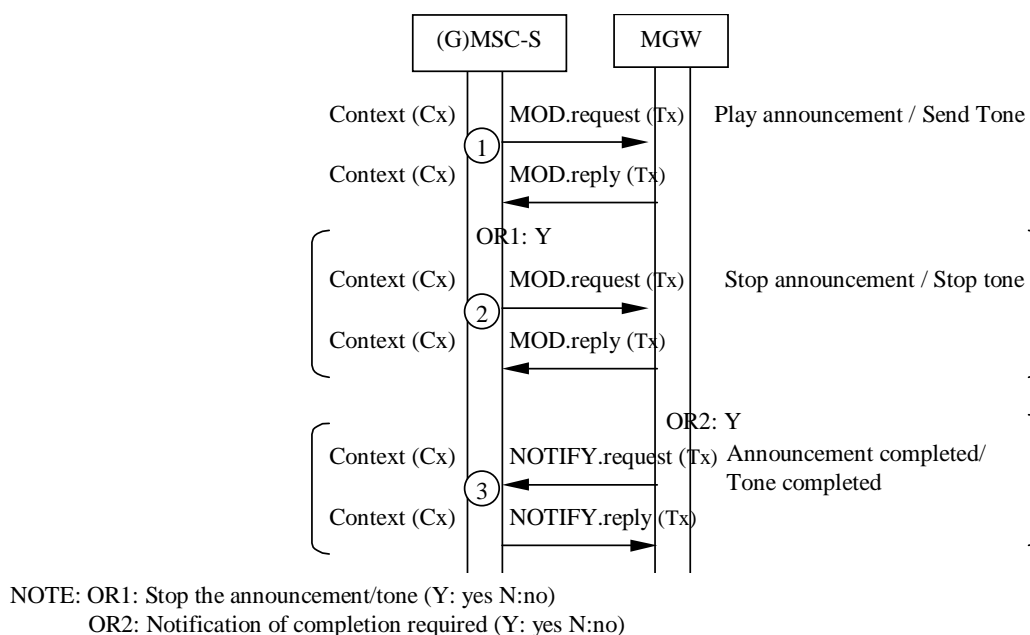 (G)MSC-S MGW
Context (Cx) MOD.request (Tx) Play announcement / Send Tone
1
Context (Cx) MOD.reply (Tx)
OR1: Y
Context (Cx) MOD.request (Tx) Stop announcement / Stop tone
2
Context (Cx) MOD.reply (Tx)
OR2: Y
Context (Cx) NOTIFY.request (Tx) Announcement completed/
Tone completed
3
Context (Cx) NOTIFY.reply (Tx)
NOTE: OR1: Stop the announcement/tone (Y: yes N:no)
OR2: Notification of completion required (Y: yes N:no)